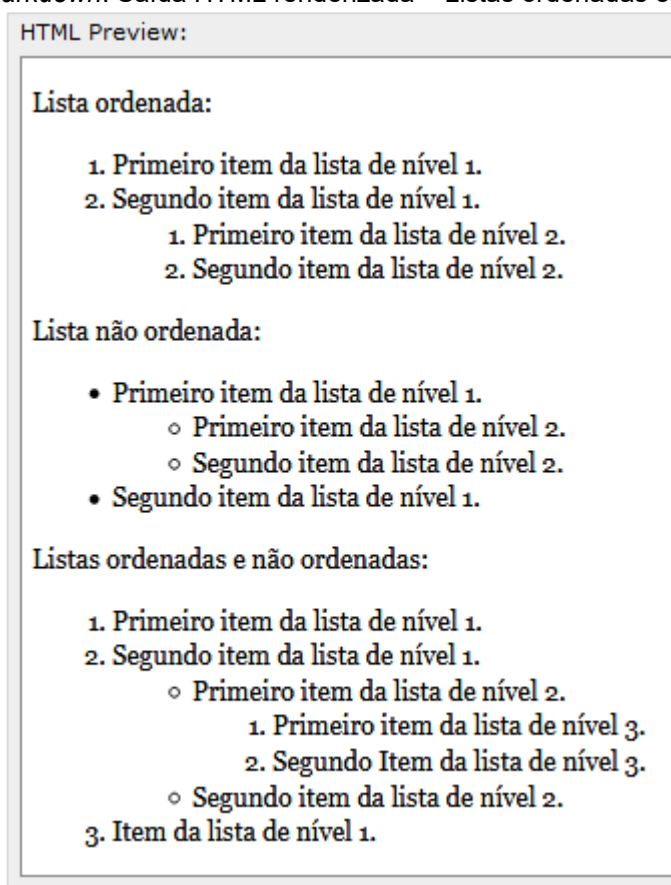 HTML Preview:
Lista ordenada:
1. Primeiro item da lista de nível 1.
2. Segundo item da lista de nível 1.
1. Primeiro item da lista de nível 2.
2. Segundo item da lista de nível 2.
Lista não ordenada:
• Primeiro item da lista de nível 1.
◦ Primeiro item da lista de nível 2.
◦ Segundo item da lista de nível 2.
• Segundo item da lista de nível 1.
Listas ordenadas e não ordenadas:
1. Primeiro item da lista de nível 1.
2. Segundo item da lista de nível 1.
◦ Primeiro item da lista de nível 2.
1. Primeiro item da lista de nível 3.
2. Segundo Item da lista de nível 3.
◦ Segundo item da lista de nível 2.
3. Item da lista de nível 1.